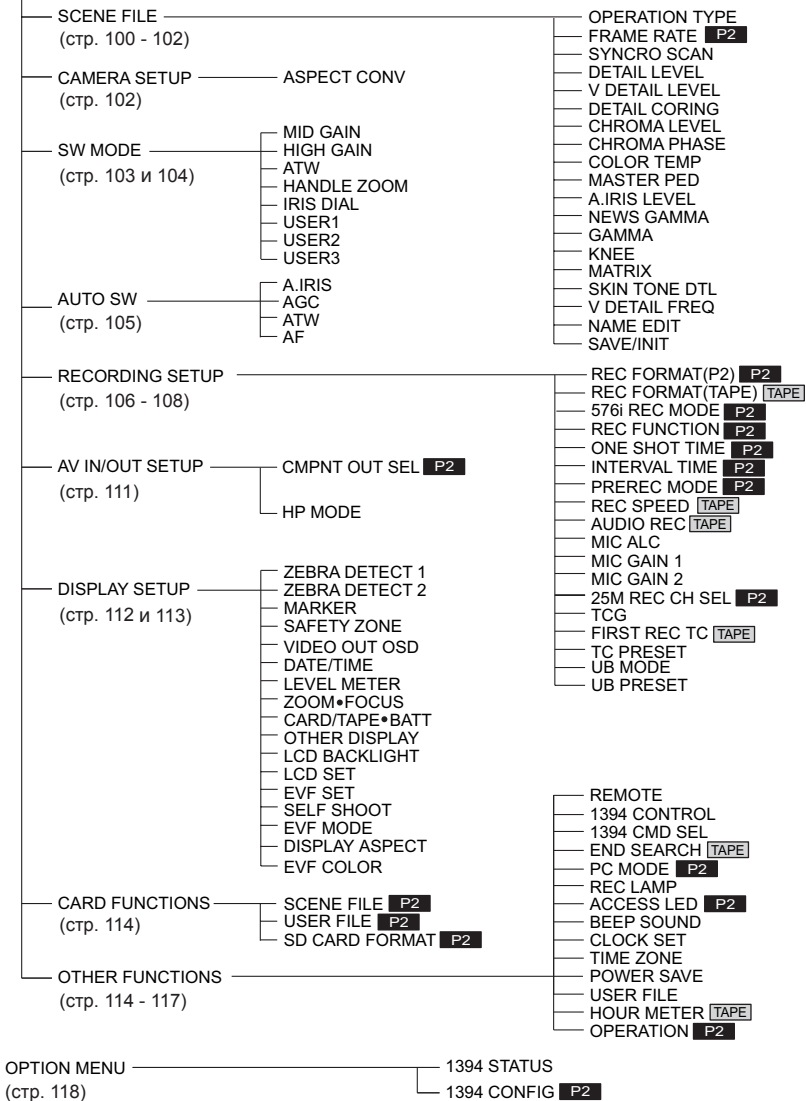 SCENE FILE
(стр. 100 - 102)
OPERATION TYPE
FRAME RATE P2
SYNCRO SCAN
DETAIL LEVEL
V DETAIL LEVEL
DETAIL CORING
CHROMA LEVEL
CHROMA PHASE
COLOR TEMP
MASTER PED
A.IRIS LEVEL
NEWS GAMMA
GAMMA
KNEE
MATRIX
SKIN TONE DTL
V DETAIL FREQ
NAME EDIT
SAVE/INIT
CAMERA SETUP
(стр. 102)
ASPECT CONV
SW MODE
(стр. 103 и 104)
MID GAIN
HIGH GAIN
ATW
HANDLE ZOOM
IRIS DIAL
USER1
USER2
USER3
AUTO SW
(стр. 105)
A.IRIS
AGC
ATW
AF
RECORDING SETUP
(стр. 106 - 108)
REC FORMAT(P2) P2
REC FORMAT(TAPE) TAPE
576i REC MODE P2
REC FUNCTION P2
ONE SHOT TIME P2
INTERVAL TIME P2
PREREC MODE P2
REC SPEED TAPE
AUDIO REC TAPE
MIC ALC
MIC GAIN 1
MIC GAIN 2
25M REC CH SEL P2
TCG
FIRST REC TC TAPE
TC PRESET
UB MODE
UB PRESET
AV IN/OUT SETUP
(стр. 111)
CMPNT OUT SEL P2
HP MODE
DISPLAY SETUP
(стр. 112 и 113)
ZEBRA DETECT 1
ZEBRA DETECT 2
MARKER
SAFETY ZONE
VIDEO OUT OSD
DATE/TIME
LEVEL METER
ZOOM•FOCUS
CARD/TAPE•BATT
OTHER DISPLAY
LCD BACKLIGHT
LCD SET
EVF SET
SELF SHOOT
EVF MODE
DISPLAY ASPECT
EVF COLOR
CARD FUNCTIONS
(стр. 114)
SCENE FILE P2
USER FILE P2
SD CARD FORMAT P2
OTHER FUNCTIONS
(стр. 114 - 117)
REMOTE
1394 CONTROL
1394 CMD SEL
END SEARCH TAPE
PC MODE P2
REC LAMP
ACCESS LED P2
BEEP SOUND
CLOCK SET
TIME ZONE
POWER SAVE
USER FILE
HOUR METER TAPE
OPERATION P2
OPTION MENU
(стр. 118)
1394 STATUS
1394 CONFIG P2